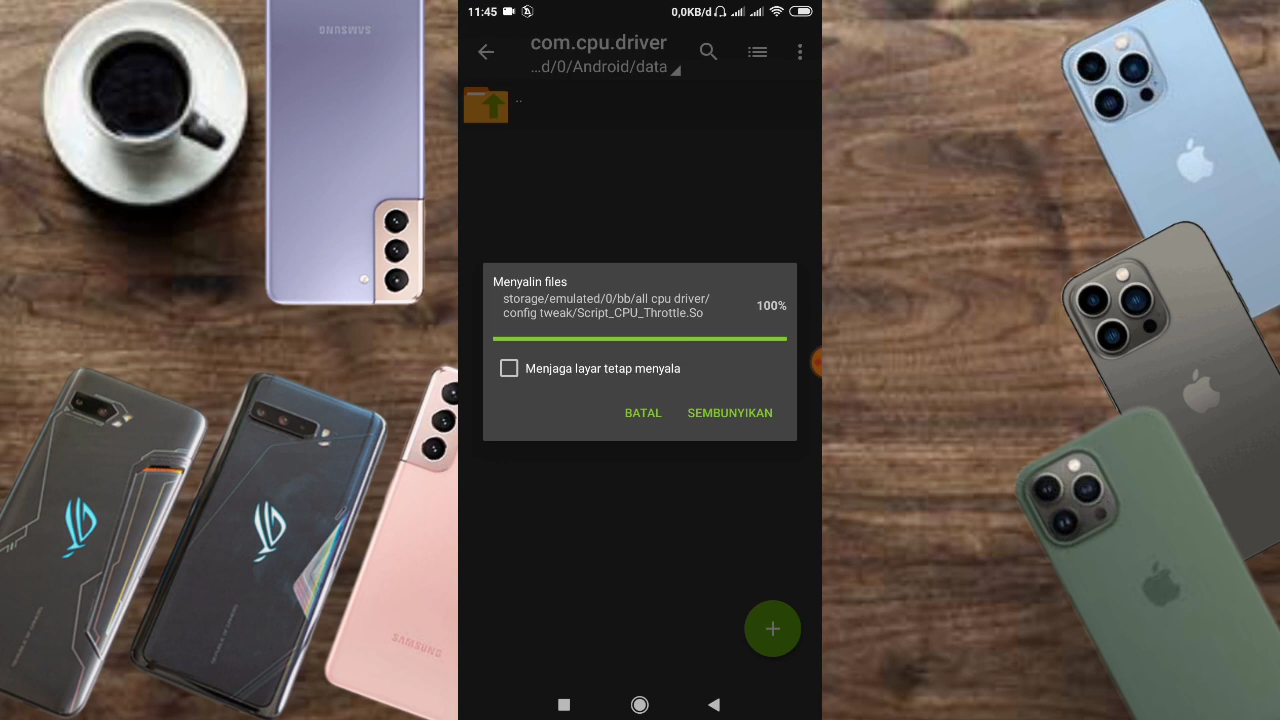 SAMSUNG
11:45
0,0KB/d
com.cpu.driver
...d/0/Android/data
..
Menyalin files
storage/emulated/0/bb/all cpu driver/
config tweak/Script_CPU_Throttle.So
100%
Menjaga layar tetap menyala
BATAL
SEMBUNYIKAN
SAMSUNG